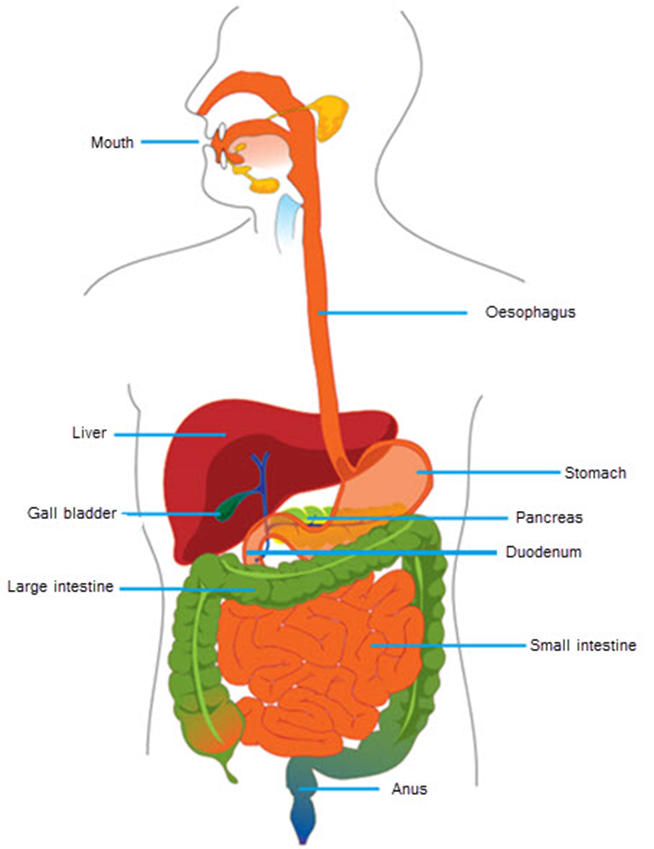 Mouth
Oesophagus
Liver
Stomach
Gall bladder
Pancreas
Duodenum
Large intestine
Small intestine
Anus